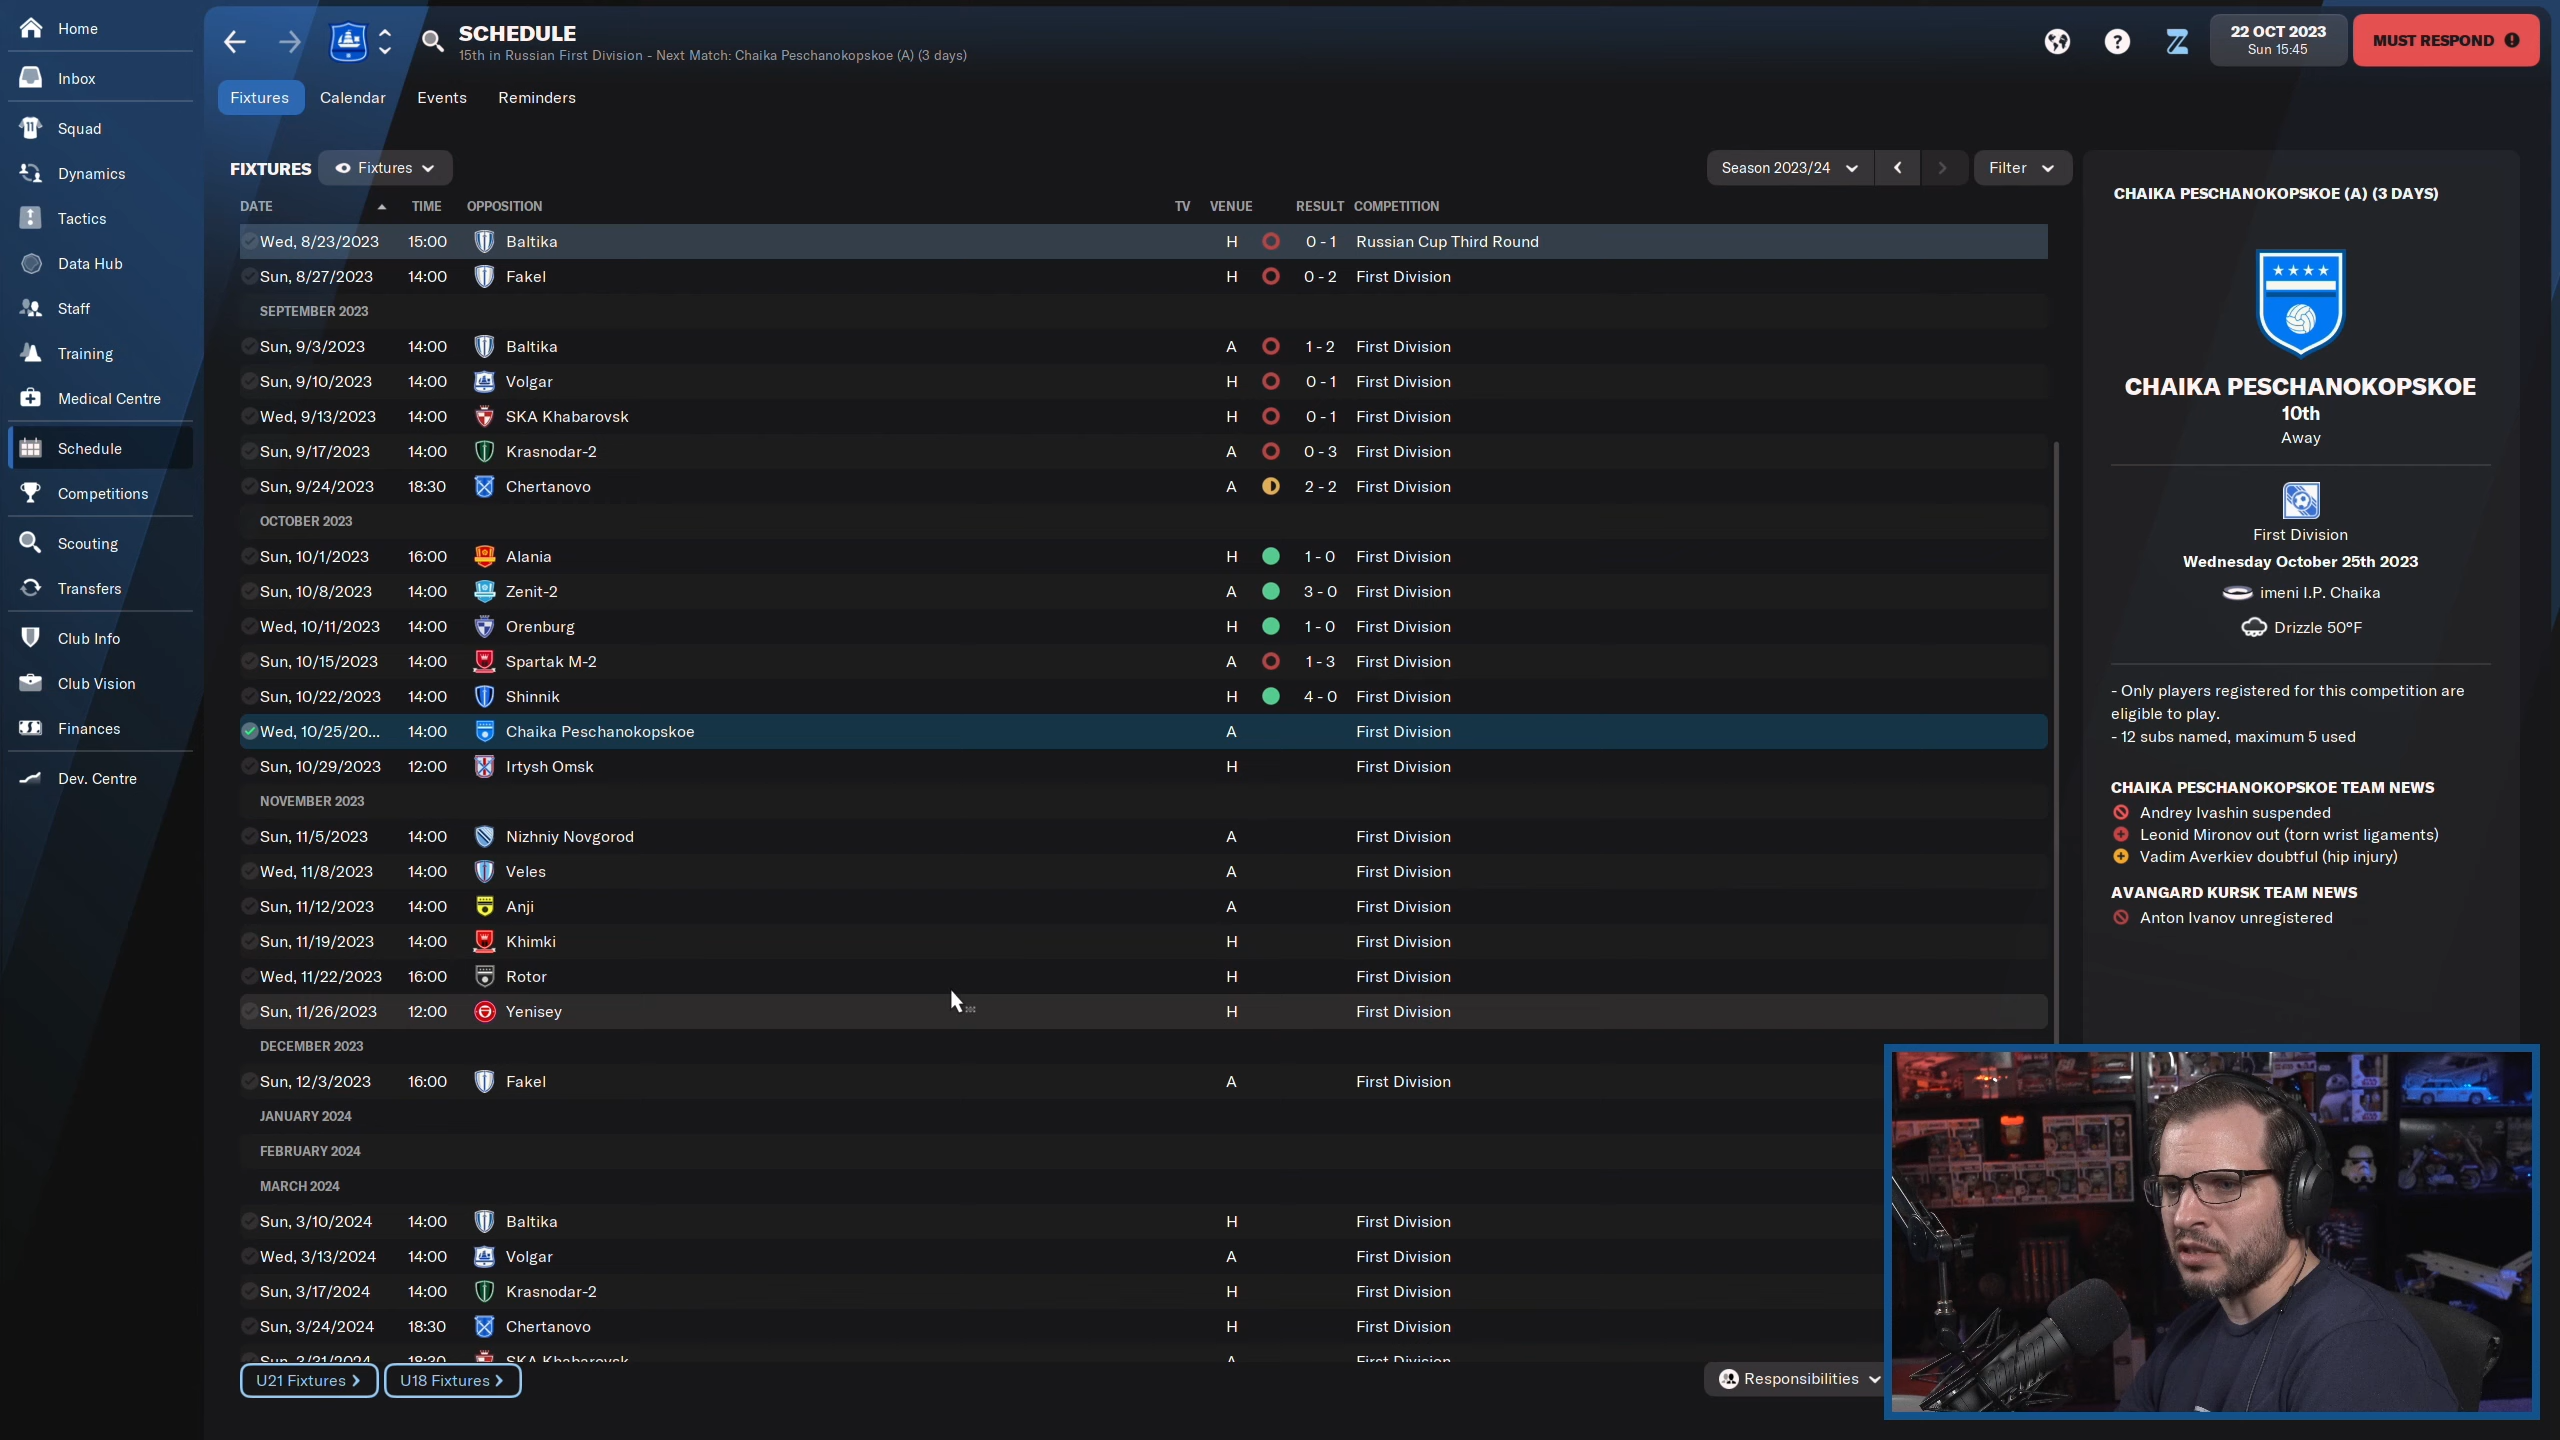 Home
Inbox
Squad
Dynamics
Tactics
Data Hub
Staff
Training
Medical Centre
Schedule
Competitions
Scouting
Transfers
Club Info
Club Vision
Finances
Dev. Centre
SCHEDULE
15th in Russian First Division - Next Match: Chaika Peschanokopskoe (A) (3 days)
22 OCT 2023
Sun 15:45
MUST RESPOND
Fixtures Calendar Events Reminders
FIXTURES Fixtures
Season 2023/24 Filter
DATE TIME OPPOSITION TV VENUE RESULT COMPETITION
Wed, 8/23/2023 15:00 Baltika H 0 - 1 Russian Cup Third Round
Sun, 8/27/2023 14:00 Fakel H 0 - 2 First Division
SEPTEMBER 2023
Sun, 9/3/2023 14:00 Baltika A 1 - 2 First Division
Sun, 9/10/2023 14:00 Volgar H 0 - 1 First Division
Wed, 9/13/2023 14:00 SKA Khabarovsk H 0 - 1 First Division
Sun, 9/17/2023 14:00 Krasnodar-2 A 0 - 3 First Division
Sun, 9/24/2023 18:30 Chertanovo A 2 - 2 First Division
OCTOBER 2023
Sun, 10/1/2023 16:00 Alania H 1 - 0 First Division
Sun, 10/8/2023 14:00 Zenit-2 A 3 - 0 First Division
Wed, 10/11/2023 14:00 Orenburg H 1 - 0 First Division
Sun, 10/15/2023 14:00 Spartak M-2 A 1 - 3 First Division
Sun, 10/22/2023 14:00 Shinnik H 4 - 0 First Division
Wed, 10/25/20... 14:00 Chaika Peschanokopskoe A First Division
Sun, 10/29/2023 12:00 Irtysh Omsk H First Division
NOVEMBER 2023
Sun, 11/5/2023 14:00 Nizhniy Novgorod A First Division
Wed, 11/8/2023 14:00 Veles A First Division
Sun, 11/12/2023 14:00 Anji A First Division
Sun, 11/19/2023 14:00 Khimki H First Division
Wed, 11/22/2023 16:00 Rotor H First Division
Sun, 11/26/2023 12:00 Yenisey H First Division
DECEMBER 2023
Sun, 12/3/2023 16:00 Fakel A First Division
JANUARY 2024
FEBRUARY 2024
MARCH 2024
Sun, 3/10/2024 14:00 Baltika H First Division
Wed, 3/13/2024 14:00 Volgar A First Division
Sun, 3/17/2024 14:00 Krasnodar-2 H First Division
Sun, 3/24/2024 18:30 Chertanovo H First Division
Sun, 3/31/2024 18:30 SKA Khabarovsk A First Division
U21 Fixtures U18 Fixtures
Responsibilities
CHAIKA PESCHANOKOPSKOE (A) (3 DAYS)
CHAIKA PESCHANOKOPSKOE
10th
Away
First Division
Wednesday October 25th 2023
imeni I.P. Chaika
Drizzle 50°F
- Only players registered for this competition are
eligible to play.
- 12 subs named, maximum 5 used
CHAIKA PESCHANOKOPSKOE TEAM NEWS
Andrey Ivashin suspended
Leonid Mironov out (torn wrist ligaments)
Vadim Averkiev doubtful (hip injury)
AVANGARD KURSK TEAM NEWS
Anton Ivanov unregistered